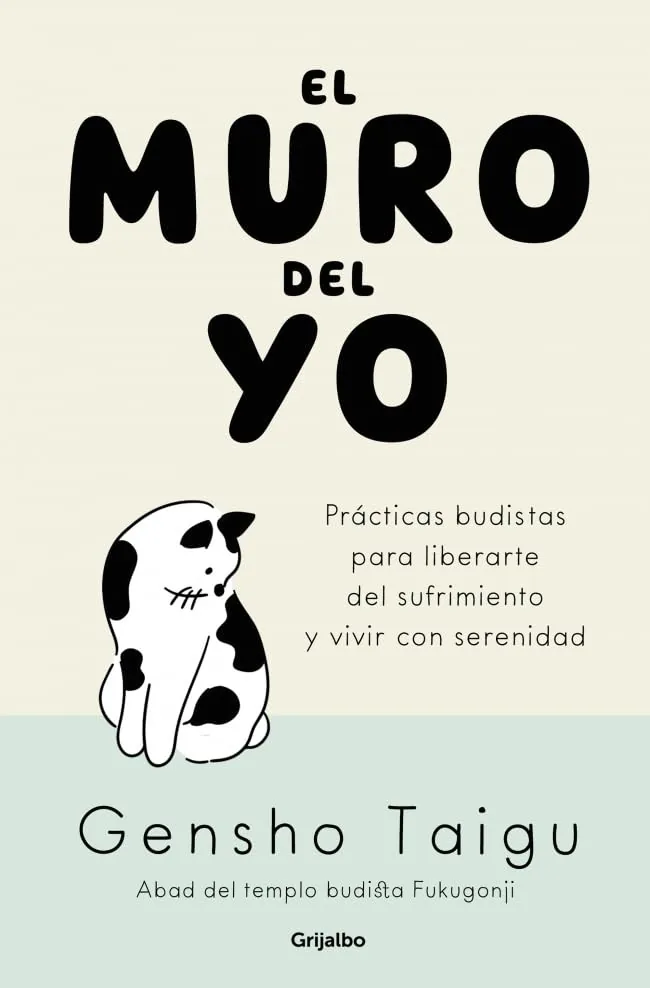 EL
MURO
DEL
YO
Prácticas budistas
para liberarte
del sufrimiento
y vivir con serenidad
Gensho Taigu
Abad del templo budista Fukugonji
Grijalbo